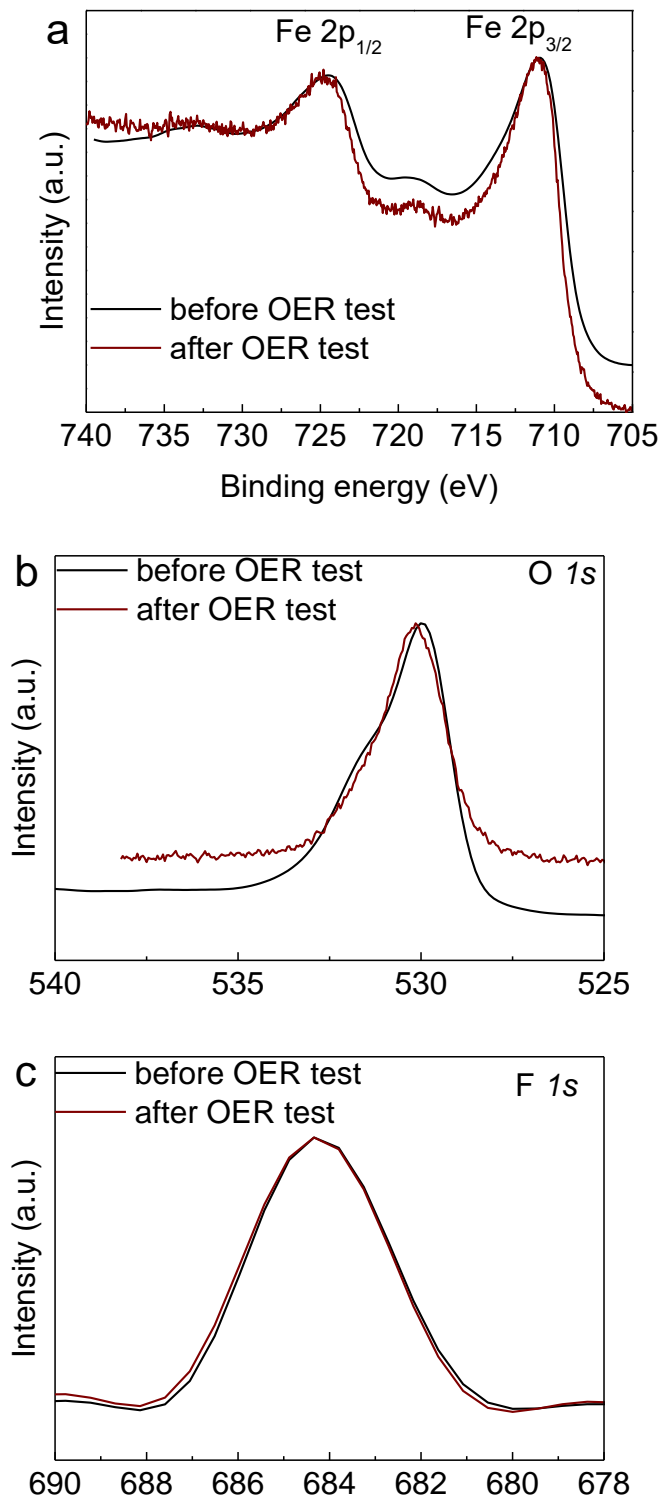 a
Fe 2p1/2
Fe 2p3/2
Intensity (a.u.)
before OER test
after OER test
740 735 730 725 720 715 710 705
Binding energy (eV)
b
before OER test
after OER test
O 1s
Intensity (a.u.)
540 535 530 525
c
before OER test
after OER test
F 1s
Intensity (a.u.)
690 688 686 684 682 680 678